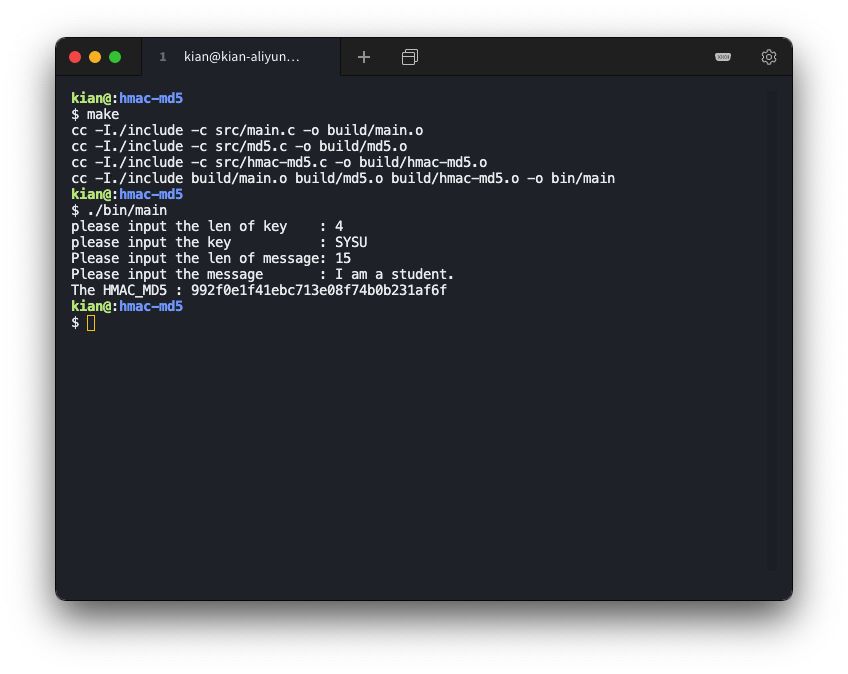 1 kian@kian-aliyun...
kian@:hmac-md5
$ make
cc -I./include -c src/main.c -o build/main.o
cc -I./include -c src/md5.c -o build/md5.o
cc -I./include -c src/hmac-md5.c -o build/hmac-md5.o
cc -I./include build/main.o build/md5.o build/hmac-md5.o -o bin/main
kian@:hmac-md5
$ ./bin/main
please input the len of key    : 4
please input the key           : SYSU
Please input the len of message: 15
Please input the message       : I am a student.
The HMAC_MD5 : 992f0e1f41ebc713e08f74b0b231af6f
kian@:hmac-md5
$